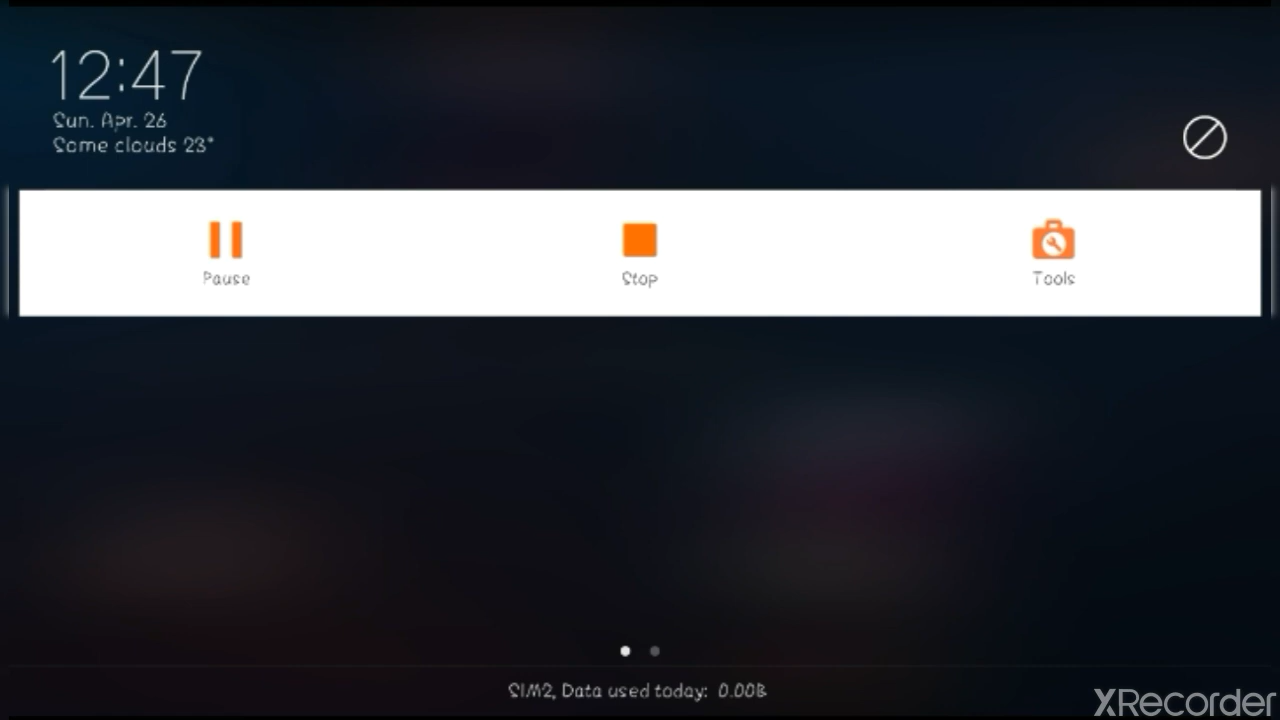 12:47
Sun. Apr. 26
Some clouds 23°
Pause
Stop
Tools
SIM2, Data used today: 0.00B
XRecorder